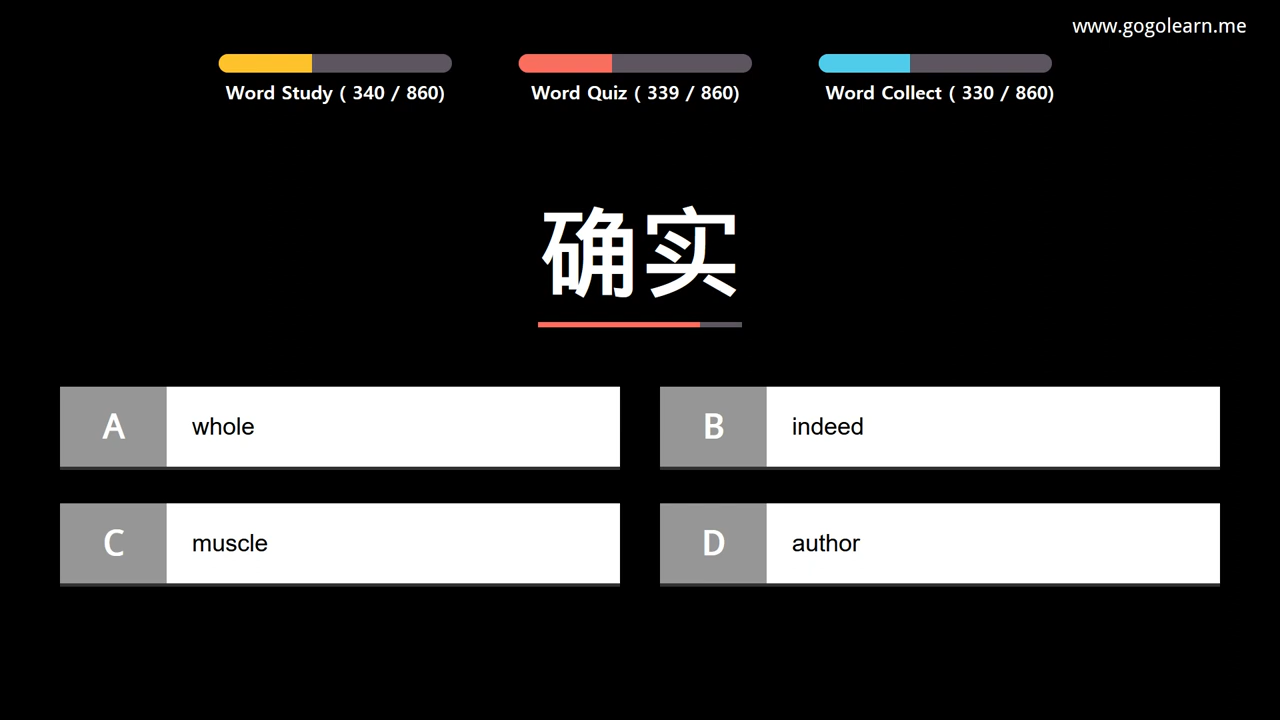 www.gogolearn.me
Word Study ( 340 / 860)
Word Quiz ( 339 / 860)
Word Collect ( 330 / 860)
确实
A whole
B indeed
C muscle
D author